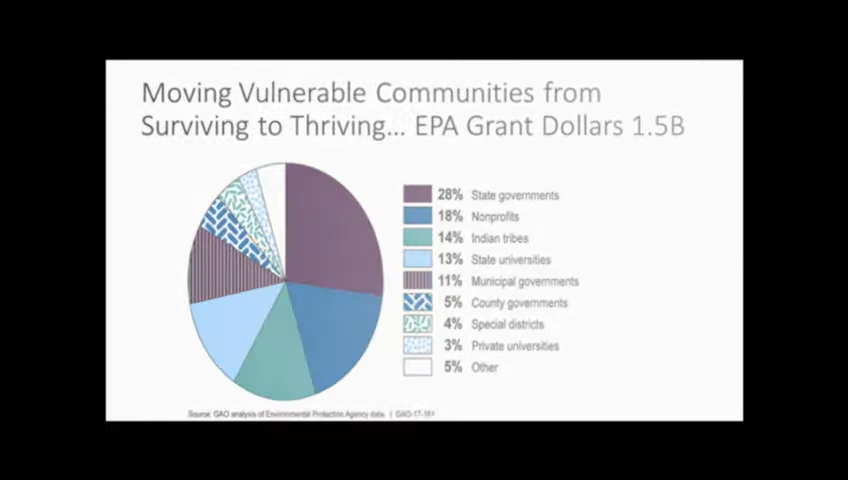 Moving Vulnerable Communities from
Surviving to Thriving... EPA Grant Dollars 1.5B
28% State governments
18% Nonprofits
14% Indian tribes
13% State universities
11% Municipal governments
5% County governments
4% Special districts
3% Private universities
5% Other
Source: GAO analysis of Environmental Protection Agency data. | GAO-17-161